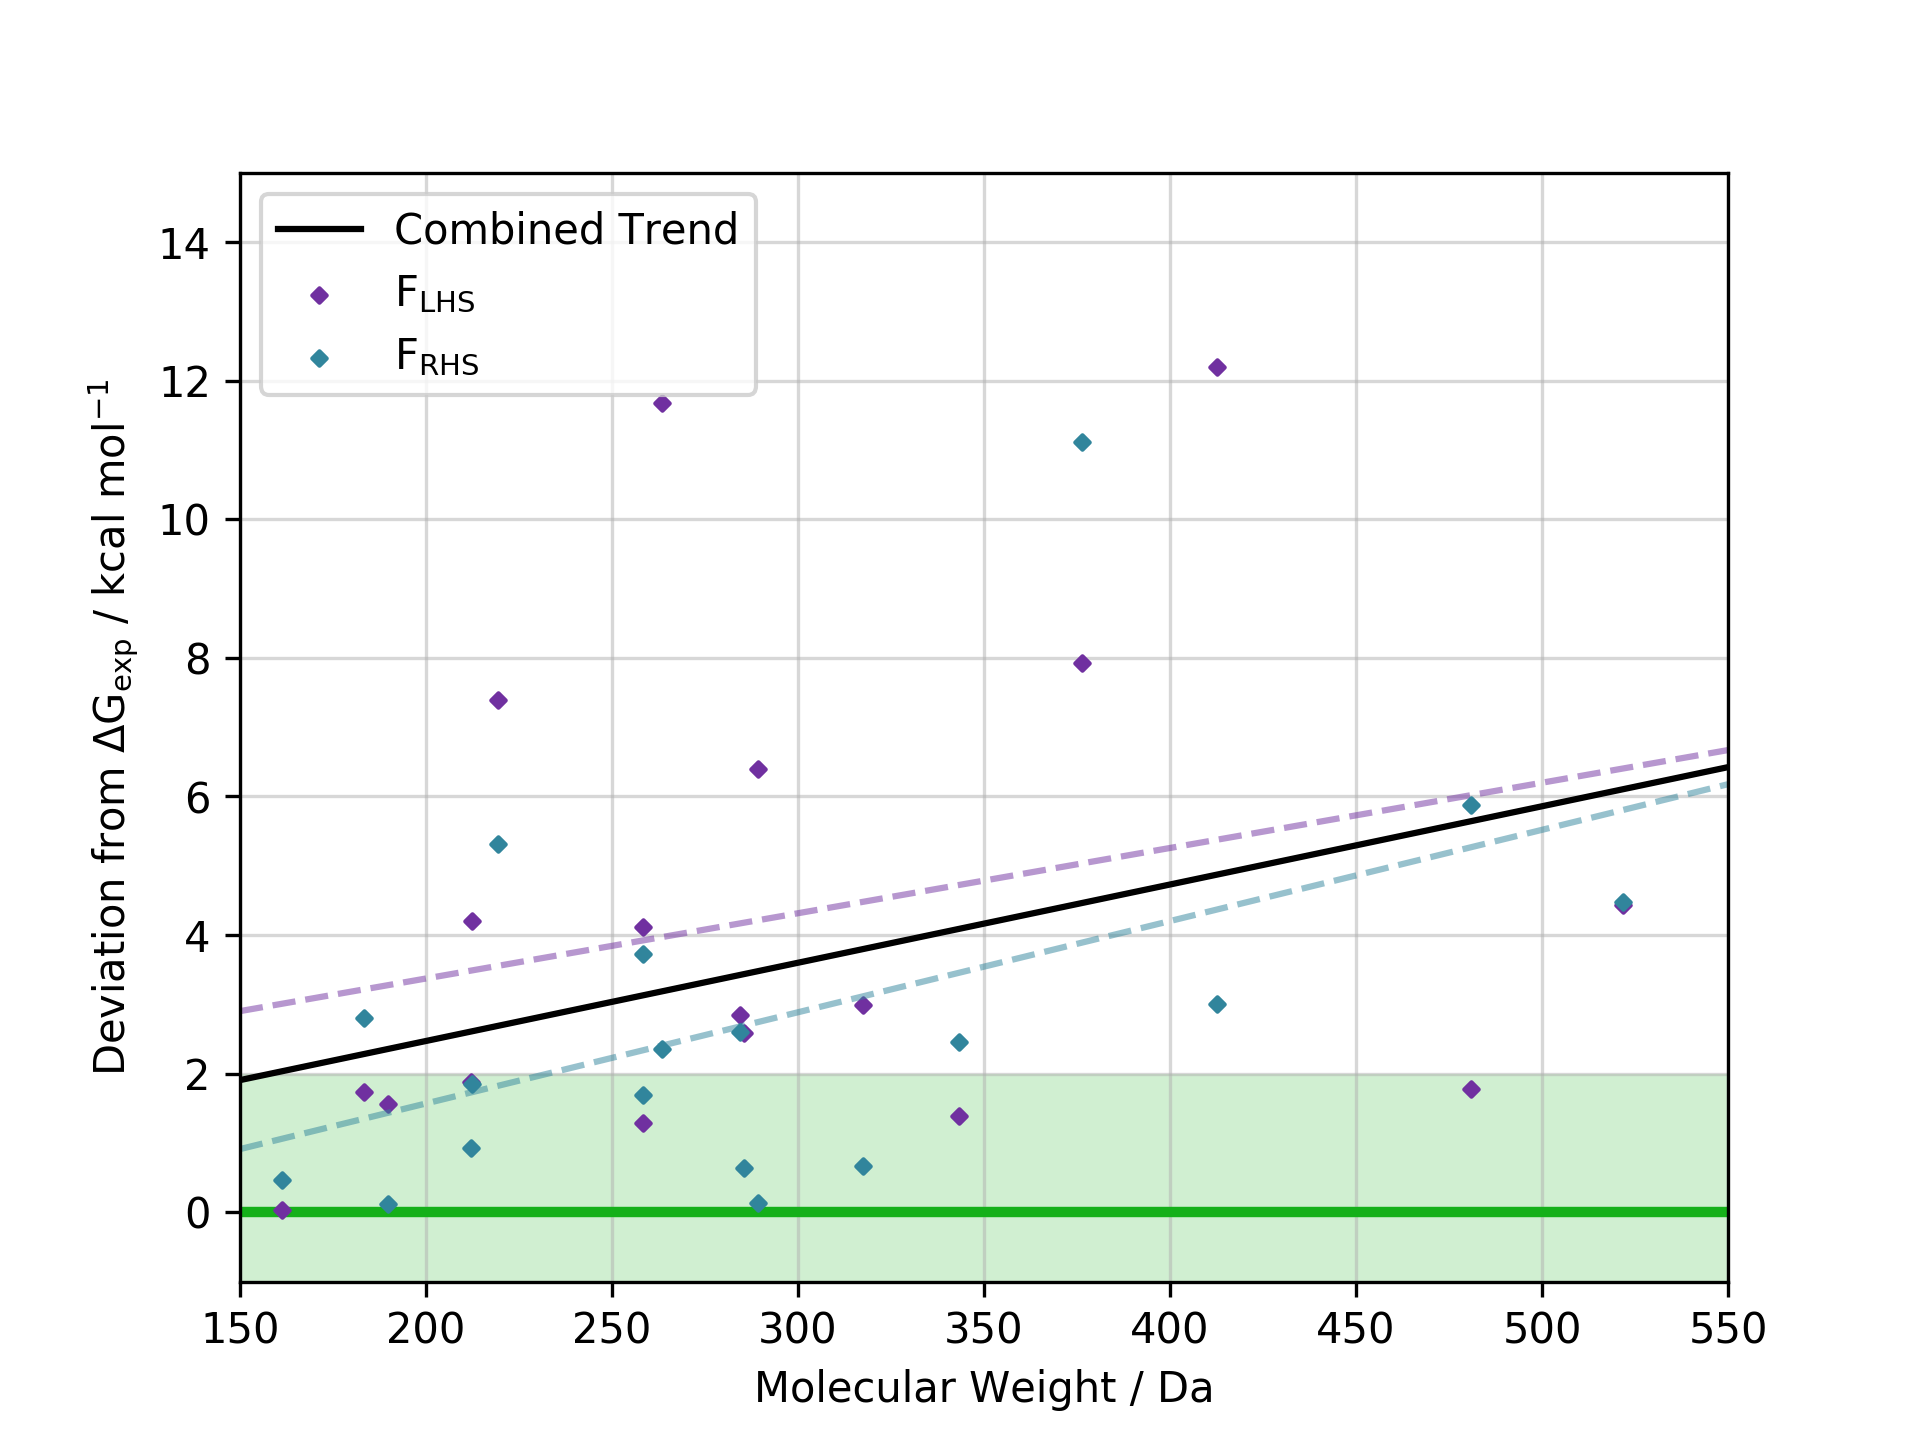 Combined Trend
F_LHS
F_RHS
14
12
10
8
6
4
2
0
Deviation from ΔG_exp / kcal mol⁻¹
150 200 250 300 350 400 450 500 550
Molecular Weight / Da